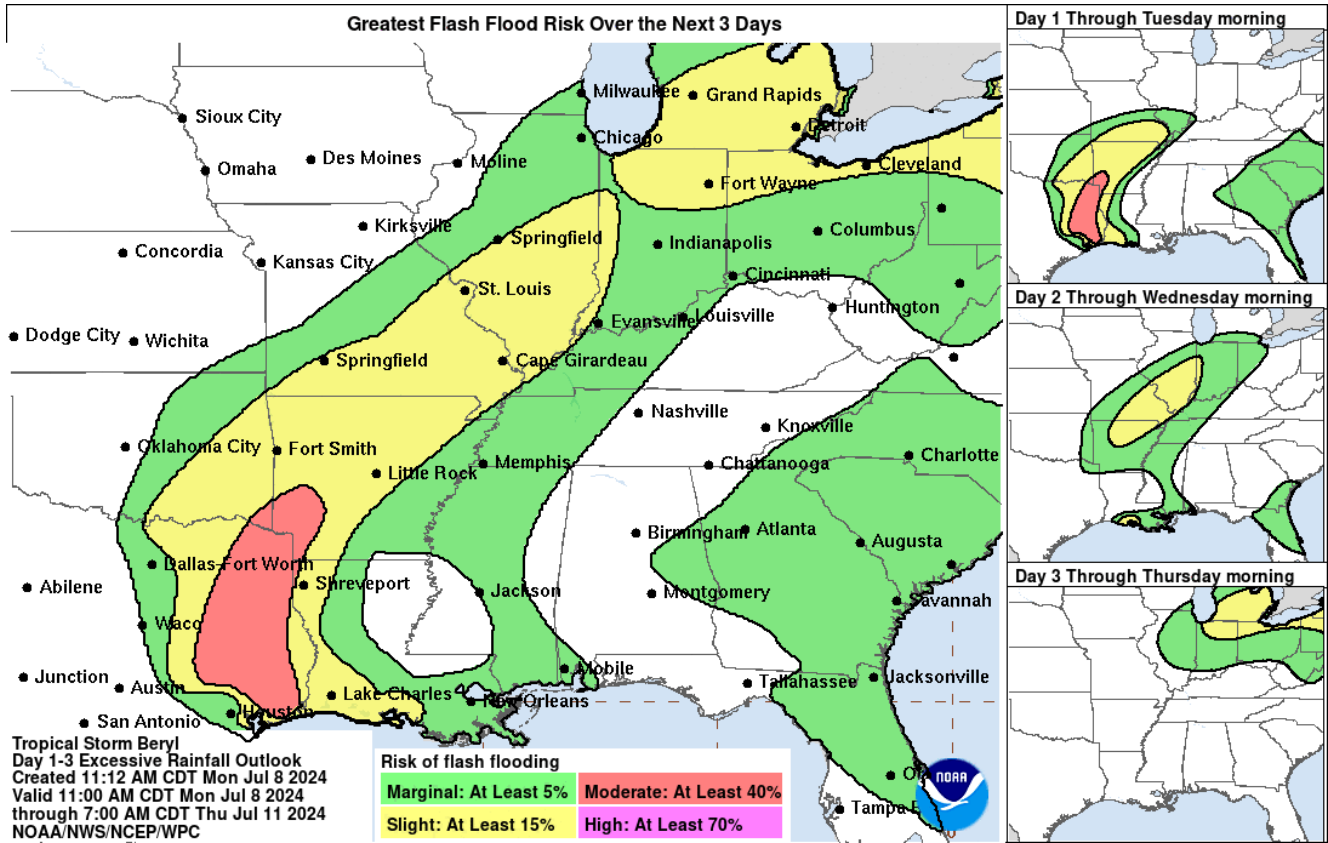 Greatest Flash Flood Risk Over the Next 3 Days
Milwaukee
Grand Rapids
Sioux City
Detroit
Chicago
Des Moines
Moline
Cleveland
Omaha
Fort Wayne
Kirksville
Columbus
Springfield
Indianapolis
Concordia
Kansas City
Cincinnati
St. Louis
Huntington
Louisville
Evansville
Dodge City
Wichita
Springfield
Cape Girardeau
Nashville
Knoxville
Oklahoma City
Fort Smith
Charlotte
Memphis
Chattanooga
Little Rock
Birmingham
Atlanta
Augusta
Dallas-Fort Worth
Shreveport
Abilene
Jackson
Montgomery
Savannah
Waco
Mobile
Junction
Jacksonville
Tallahassee
Austin
Lake Charles
New Orleans
Houston
San Antonio
Tampa
Tropical Storm Beryl
Day 1-3 Excessive Rainfall Outlook
Created 11:12 AM CDT Mon Jul 8 2024
Valid 11:00 AM CDT Mon Jul 8 2024
through 7:00 AM CDT Thu Jul 11 2024
NOAA/NWS/NCEP/WPC
Risk of flash flooding
Marginal: At Least 5%
Moderate: At Least 40%
Slight: At Least 15%
High: At Least 70%
NOAA
Day 1 Through Tuesday morning
Day 2 Through Wednesday morning
Day 3 Through Thursday morning